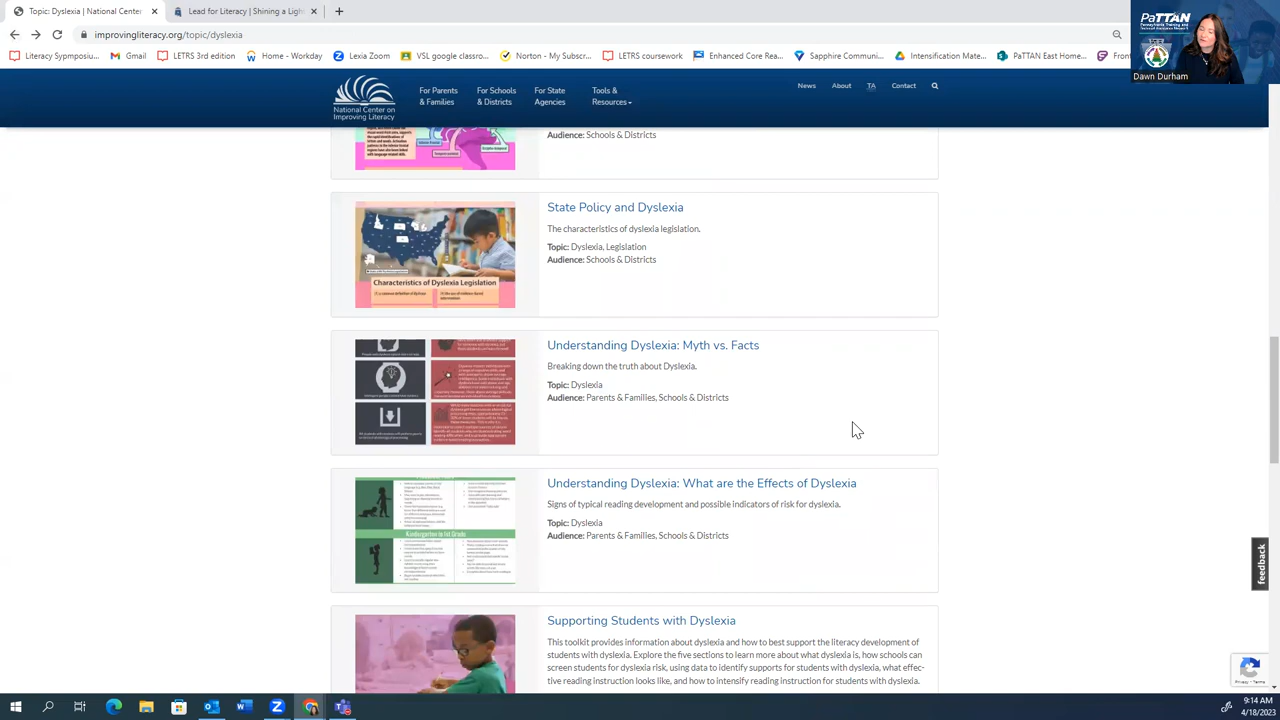 Topic: Dyslexia | National Center
Lead for Literacy | Shining a Ligh
improvingliteracy.org/topic/dyslexia
Literacy Sympposiu...
Gmail
LETRS 3rd edition
Home - Workday
Lexia Zoom
VSL google classro...
Norton - My Subscr...
LETRS coursework
Enhanced Core Rea...
Sapphire Communi...
Intensification Mate...
PaTTAN East Home...
PaTTAN
Dawn Durham
National Center on
Improving Literacy
For Parents
& Families
For Schools
& Districts
For State
Agencies
Tools &
Resources
News
About
TA
Contact
Audience: Schools & Districts
State Policy and Dyslexia
The characteristics of dyslexia legislation.
Topic: Dyslexia, Legislation
Audience: Schools & Districts
Characteristics of Dyslexia Legislation
Understanding Dyslexia: Myth vs. Facts
Breaking down the truth about Dyslexia.
Topic: Dyslexia
Audience: Parents & Families, Schools & Districts
Understanding Dyslexia: What are the Effects of Dyslexia
Signs of typical reading development and possible indicators of risk for dyslexia.
Topic: Dyslexia
Audience: Parents & Families, Schools & Districts
Kindergarten to 1st Grade
Supporting Students with Dyslexia
This toolkit provides information about dyslexia and how to best support the literacy development of
students with dyslexia. Explore the five sections to learn more about what dyslexia is, how schools can
screen students for dyslexia risk, using data to identify supports for students with dyslexia, what effec-
tive reading instruction looks like, and how to intensify reading instruction for students with dyslexia.
feedback
Privacy - Terms
9:14 AM
4/18/2023